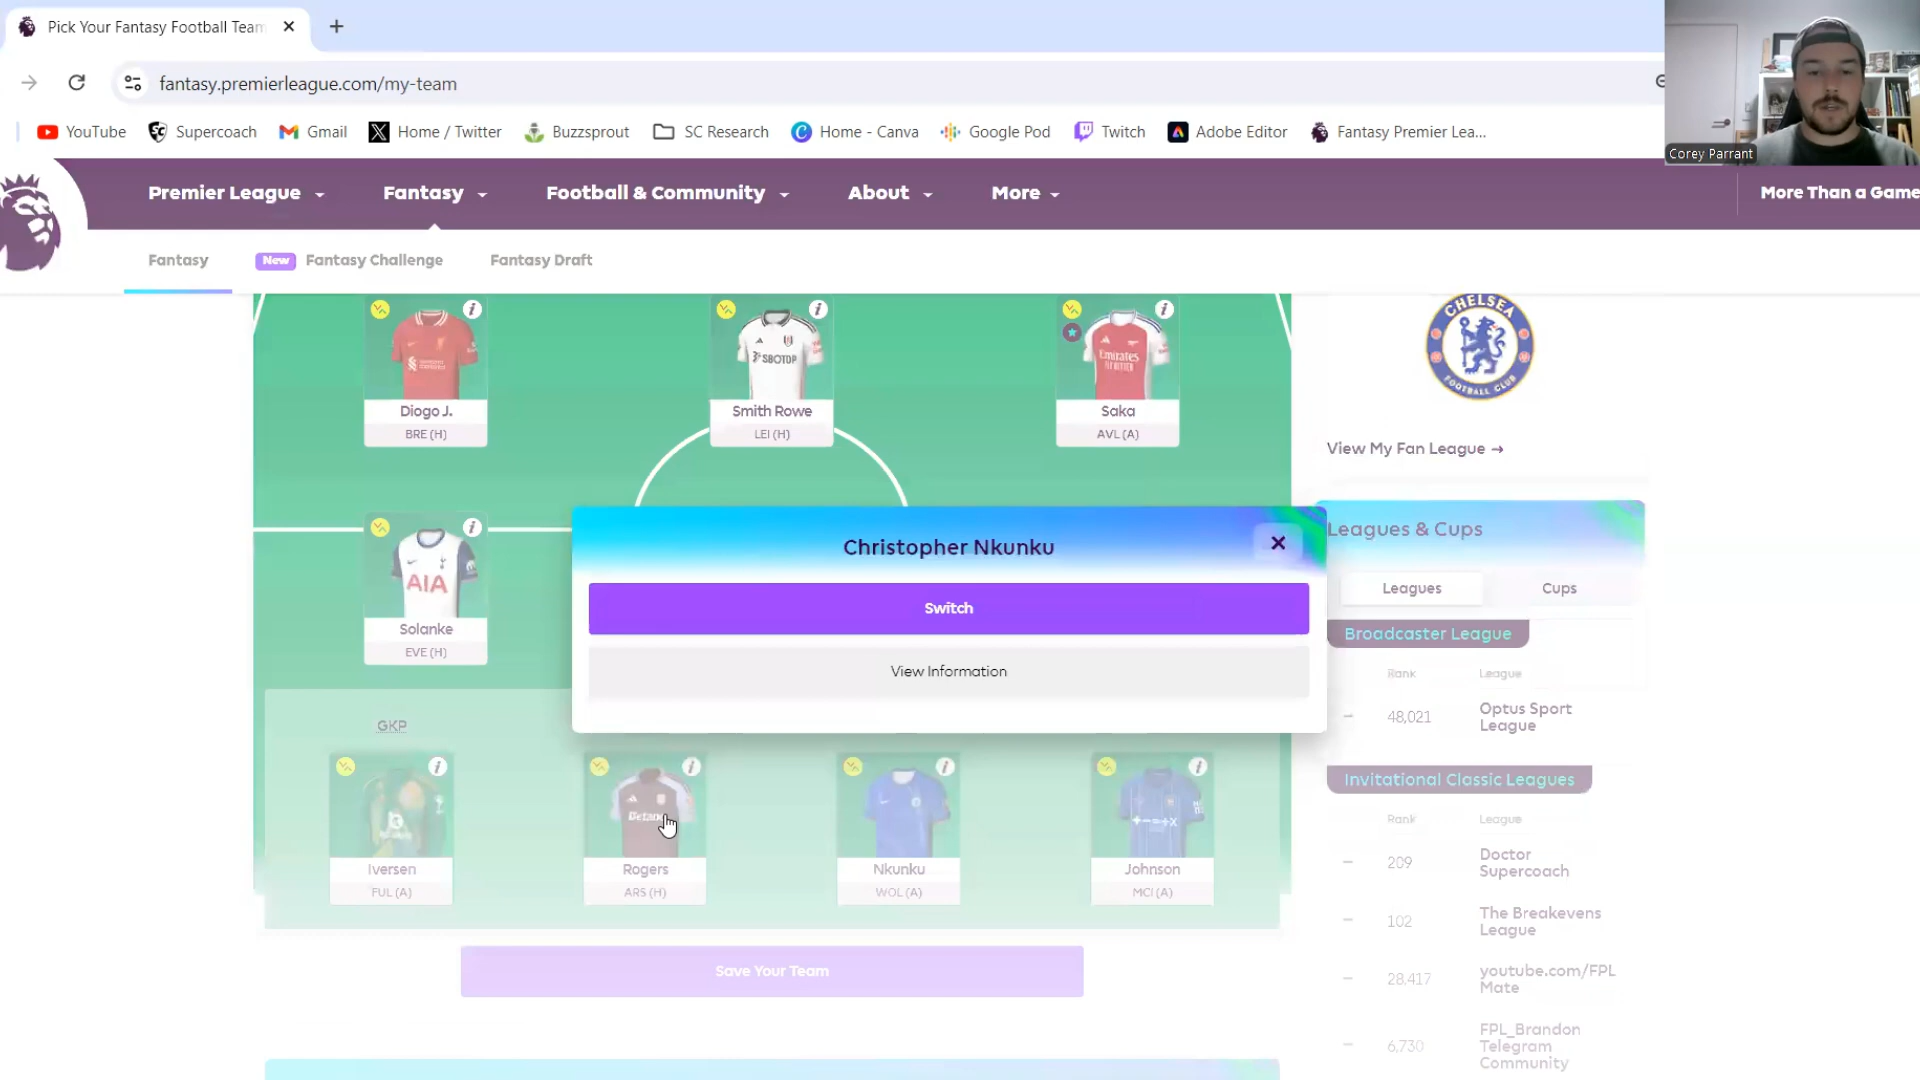 Pick Your Fantasy Football Team
fantasy.premierleague.com/my-team
YouTube
Supercoach
Gmail
Home / Twitter
Buzzsprout
SC Research
Home - Canva
Google Pod
Twitch
Adobe Editor
Fantasy Premier Lea...
Corey Parrant
Premier League
Fantasy
Football & Community
About
More
More Than a Game
Fantasy
New
Fantasy Challenge
Fantasy Draft
SBOTOP
Emirates
FLY BETTER
Diogo J.
Smith Rowe
Saka
BRE (H)
LEI (H)
AVL (A)
CHELSEA
FOOTBALL CLUB
View My Fan League →
AIA
Solanke
EVE (H)
Christopher Nkunku
Switch
View Information
Leagues & Cups
Leagues
Cups
Broadcaster League
Rank
League
48,021
Optus Sport
League
Invitational Classic Leagues
Rank
League
209
Doctor
Supercoach
102
The Breakevens
League
28,417
youtube.com/FPL
Mate
6,730
FPL_Brandon
Telegram
Community
GKP
Iversen
Rogers
Nkunku
Johnson
FUL (A)
ARS (H)
WOL (A)
MCI (A)
Save Your Team